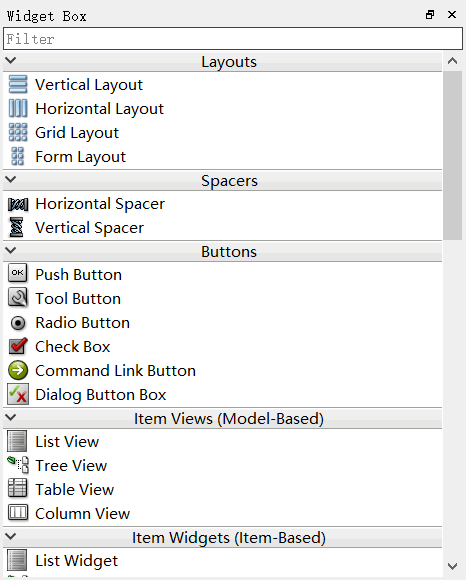 Widget Box
Filter
Layouts
Vertical Layout
Horizontal Layout
Grid Layout
Form Layout
Spacers
Horizontal Spacer
Vertical Spacer
Buttons
OK Push Button
Tool Button
Radio Button
Check Box
Command Link Button
Dialog Button Box
Item Views (Model-Based)
List View
Tree View
Table View
Column View
Item Widgets (Item-Based)
List Widget